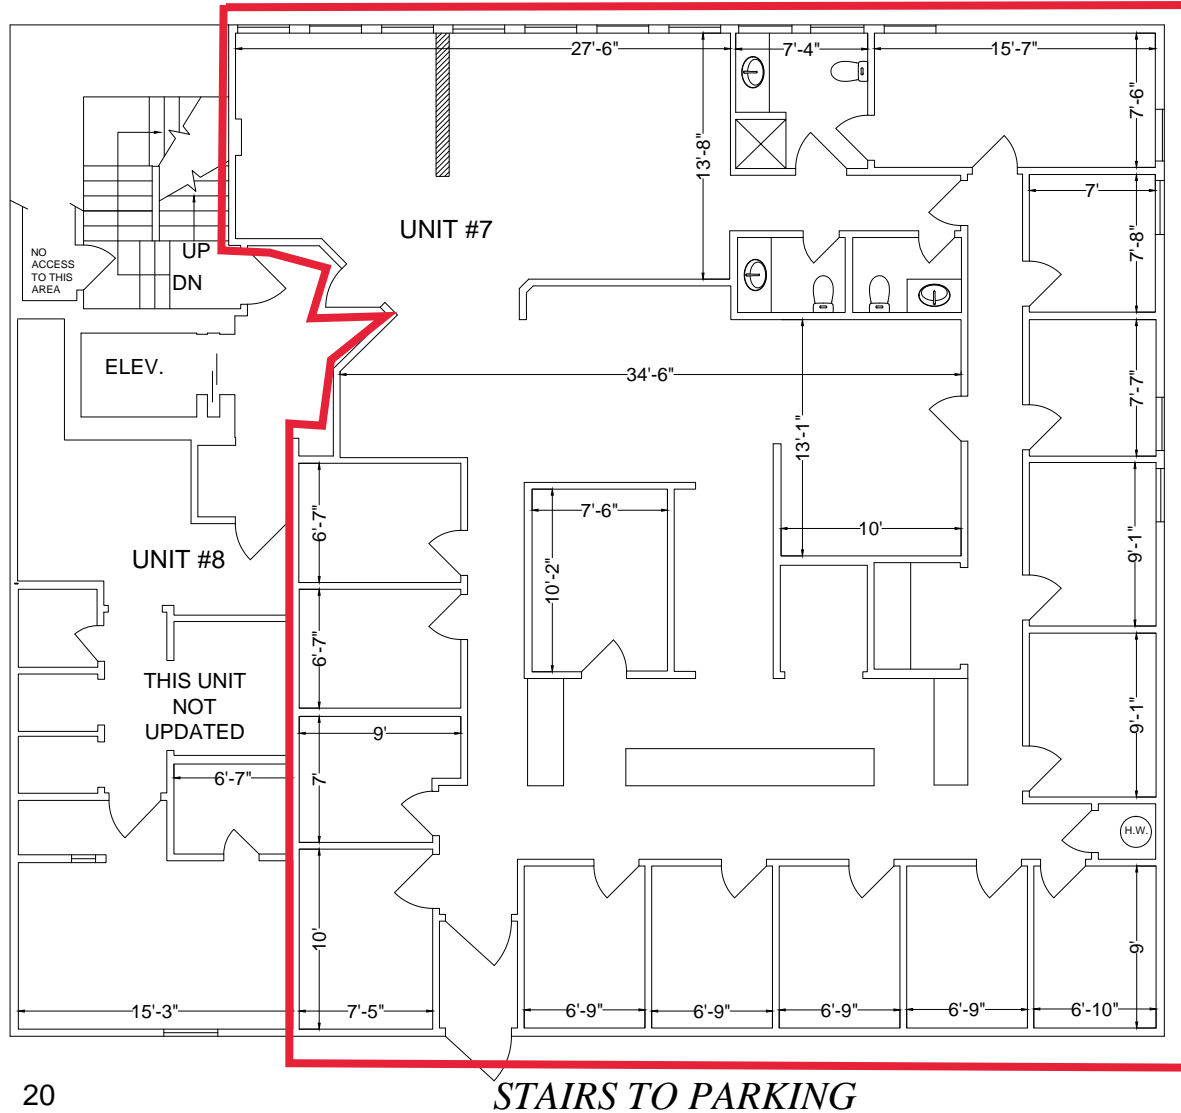 27'-6"
7'-4"
15'-7"
7'-6"
13'-8"
7'
UNIT #7
7'-8"
UP
DN
NO
ACCESS
TO THIS
AREA
ELEV.
34'-6"
7'-7"
13'-1"
6'-7"
7'-6"
10'
9'-1"
UNIT #8
10'-2"
6'-7"
THIS UNIT
NOT
UPDATED
9'
9'-1"
6'-7"
7'
H.W.
10'
9'
15'-3"
7'-5"
6'-9"
6'-9"
6'-9"
6'-9"
6'-10"
20
STAIRS TO PARKING